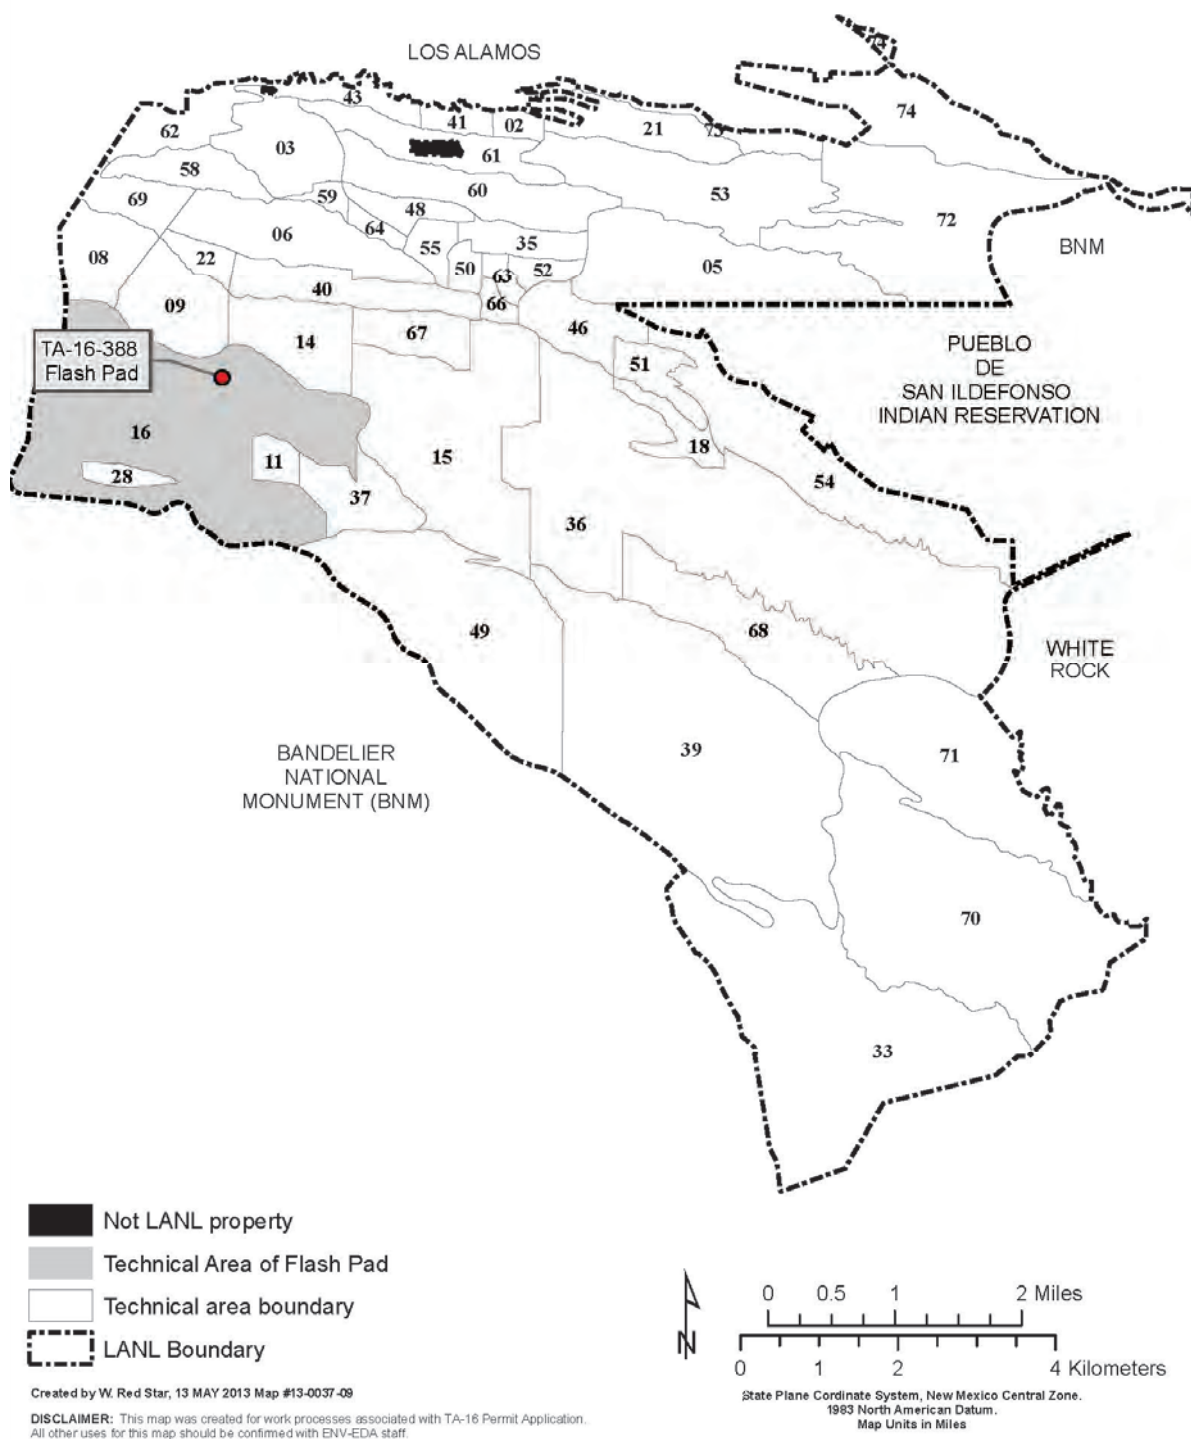 LOS ALAMOS
74
74
43
62
41
02
21
73
03
61
58
60
53
69
59
48
72
06
64
55
35
BNM
08
22
50
63
52
05
40
66
09
14
67
46
TA-16-388
Flash Pad
51
PUEBLO
DE
SAN ILDEFONSO
INDIAN RESERVATION
16
11
28
15
18
54
37
36
49
68
WHITE
ROCK
39
71
BANDELIER
NATIONAL
MONUMENT (BNM)
70
33
Not LANL property
Technical Area of Flash Pad
Technical area boundary
LANL Boundary
N
0 0.5 1 2 Miles
0 1 2 4 Kilometers
Created by W. Red Star, 13 MAY 2013 Map #13-0037-09
State Plane Cordinate System, New Mexico Central Zone.
1983 North American Datum.
Map Units in Miles
DISCLAIMER: This map was created for work processes associated with TA-16 Permit Application.
All other uses for this map should be confirmed with ENV-EDA staff.